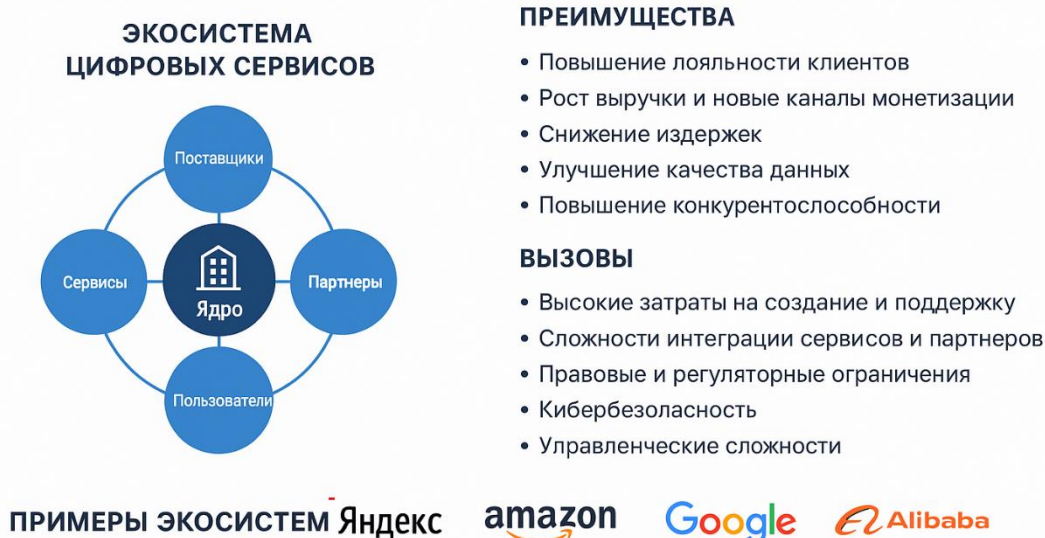 ЭКОСИСТЕМА
ЦИФРОВЫХ СЕРВИСОВ
Поставщики
Сервисы
Ядро
Партнеры
Пользователи
ПРЕИМУЩЕСТВА
• Повышение лояльности клиентов
• Рост выручки и новые каналы монетизации
• Снижение издержек
• Улучшение качества данных
• Повышение конкурентослособности
ВЫЗОВЫ
• Высокие затраты на создание и поддержку
• Сложности интеграции сервисов и партнеров
• Правовые и регуляторные ограничения
• Кибербезоласность
• Управленческие сложности
ПРИМЕРЫ ЭКОСИСТЕМ Яндекс amazon Google Alibaba